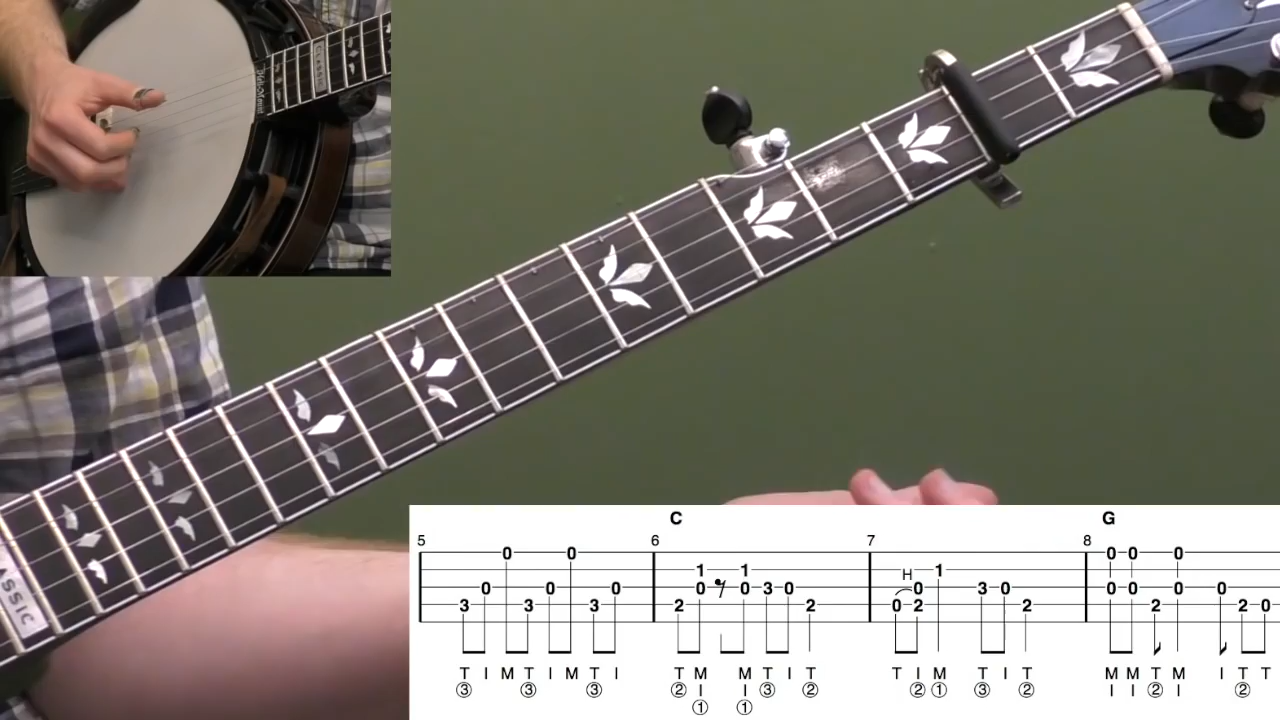 CLASSIC
ASSIC
C G
5 6 7 8
0 0 0 0 0
1 1 H 1
0 0 0 0 0 3 0 0 3 0 0 0 0 0
3 3 3 2 2 0 2 2 2 2 0
T I M T I M T I T M M T I T T I M T I T M M T M I T T
③ ③ ③ ② I I ③ ② ② ① ③ ② I I ② I ②
① ①